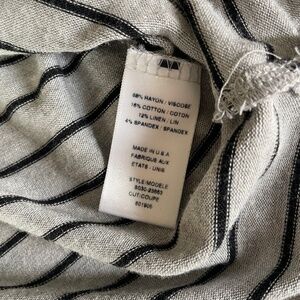 68% RAYON / VISCOSE
16% COTTON / COTON
12% LINEN / LIN
4% SPANDEX / SPANDEX
MADE IN U.S.A
FABRIQUE AUX
ETATS - UNIS
STYLE/MODELE
CUT/COUPE
601905